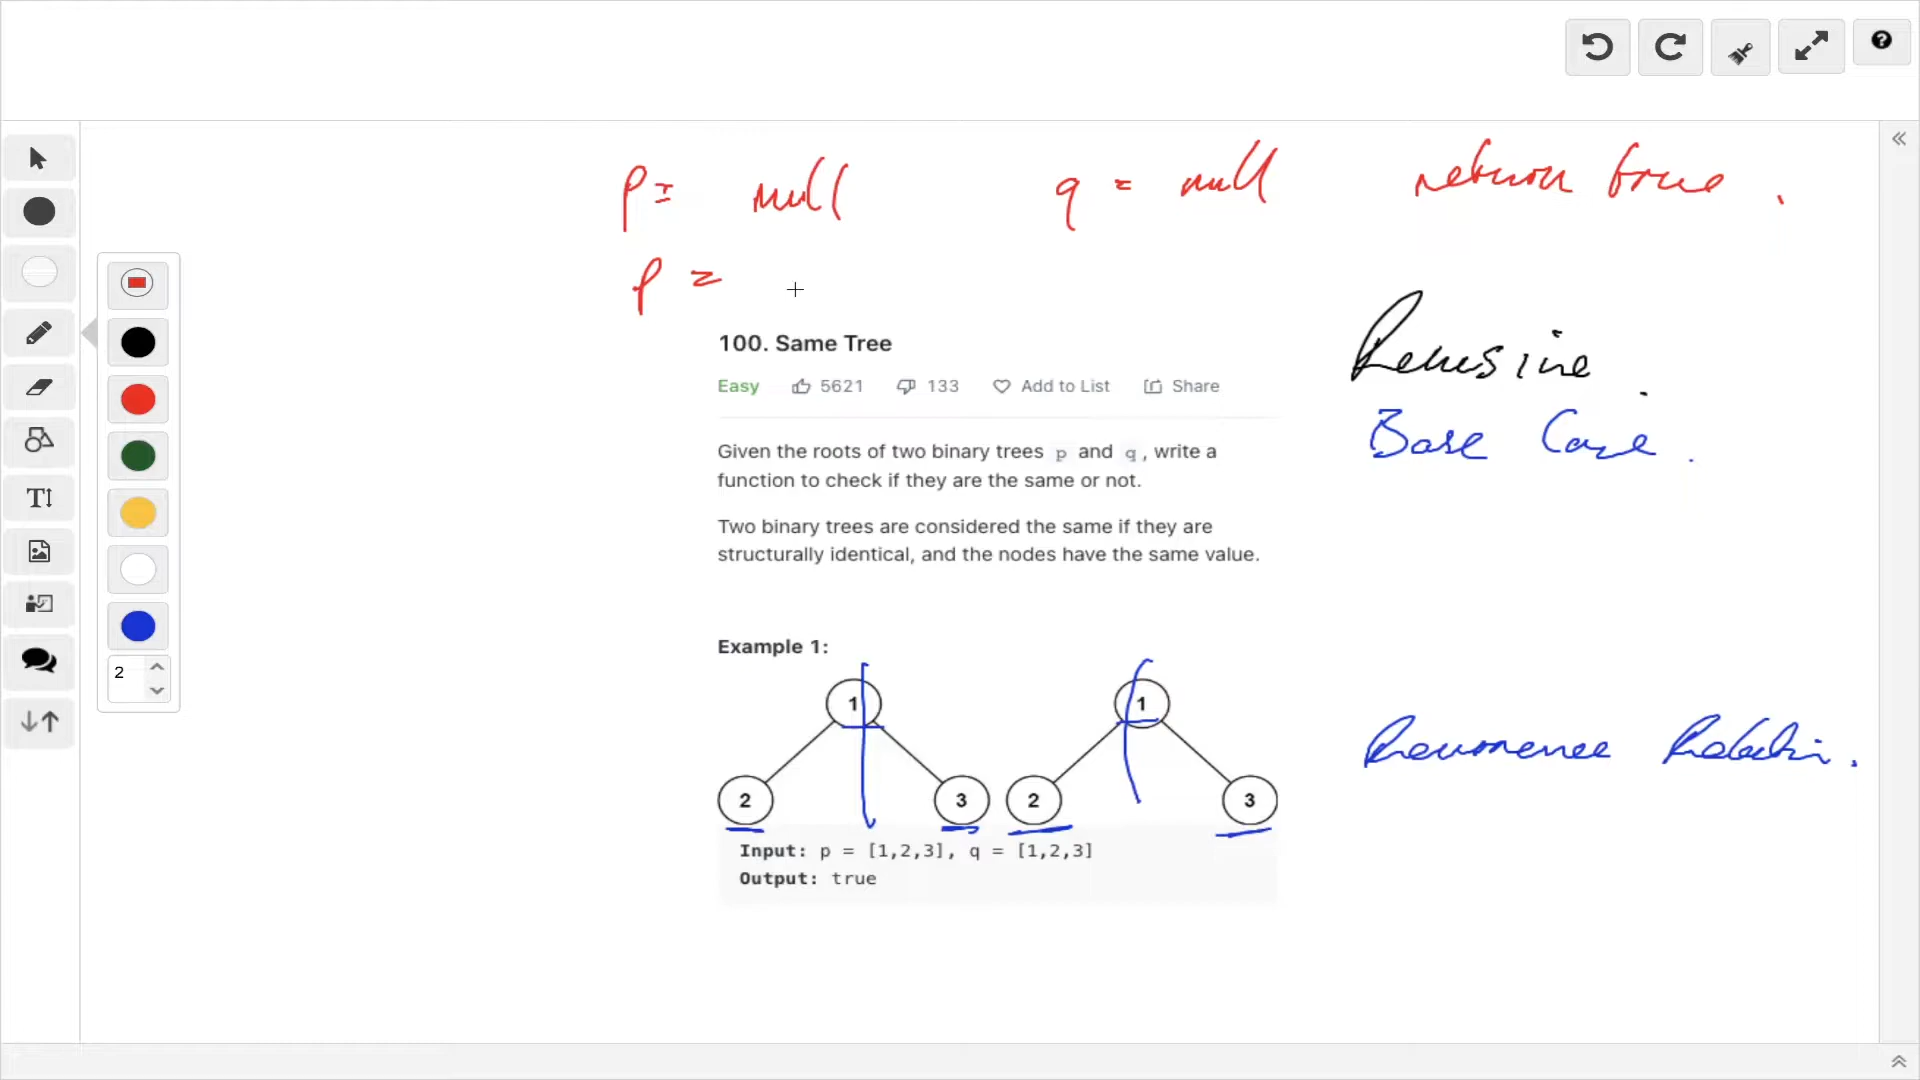 p = null q = null return true .
p =
100. Same Tree
Easy 5621 133 Add to List Share
Recursive .
Base Case .
Given the roots of two binary trees p and q , write a
function to check if they are the same or not.
Two binary trees are considered the same if they are
structurally identical, and the nodes have the same value.
Example 1:
1 1
2 3 2 3
Recurrence Relation .
Input: p = [1,2,3], q = [1,2,3]
Output: true
T
2
?